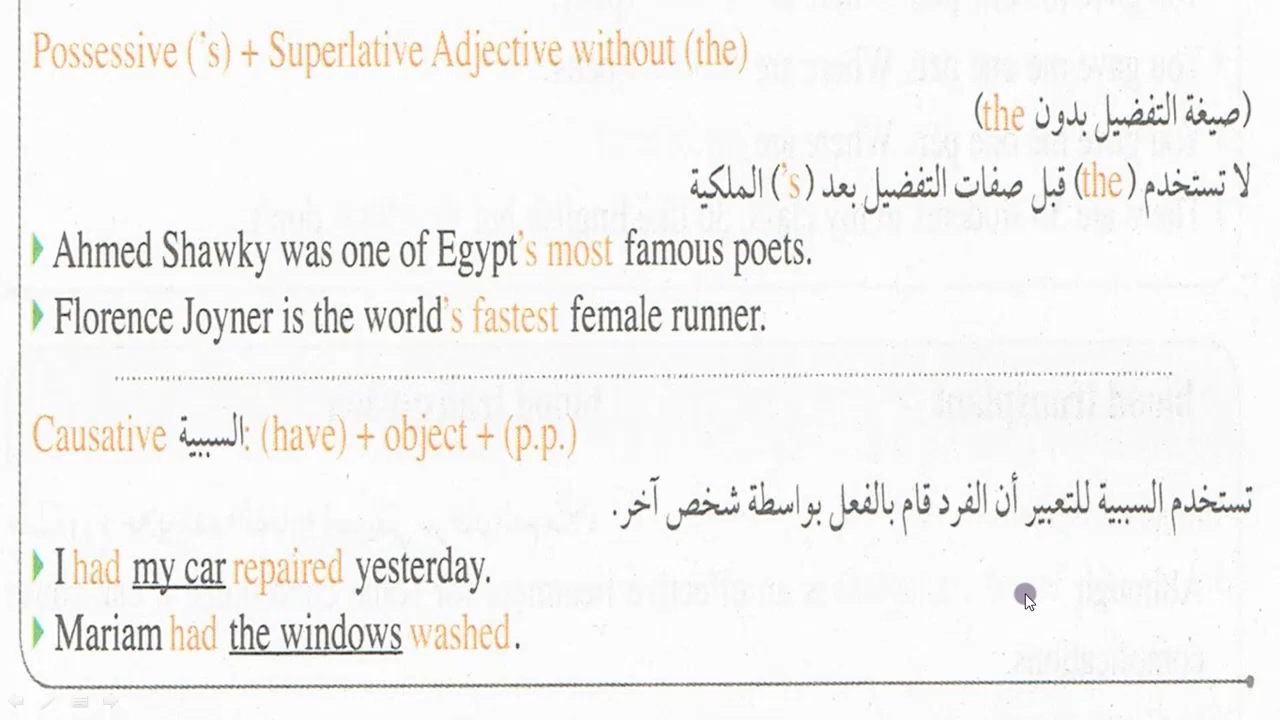 Possessive ('s) + Superlative Adjective without (the)
(صيغة التفضيل بدون the)
لا تستخدم (the) قبل صفات التفضيل بعد ('s) الملكية
Ahmed Shawky was one of Egypt's most famous poets.
Florence Joyner is the world's fastest female runner.
Causative السببية: (have) + object + (p.p.)
تستخدم السببية للتعبير أن الفرد قام بالفعل بواسطة شخص آخر.
I had my car repaired yesterday.
Mariam had the windows washed.